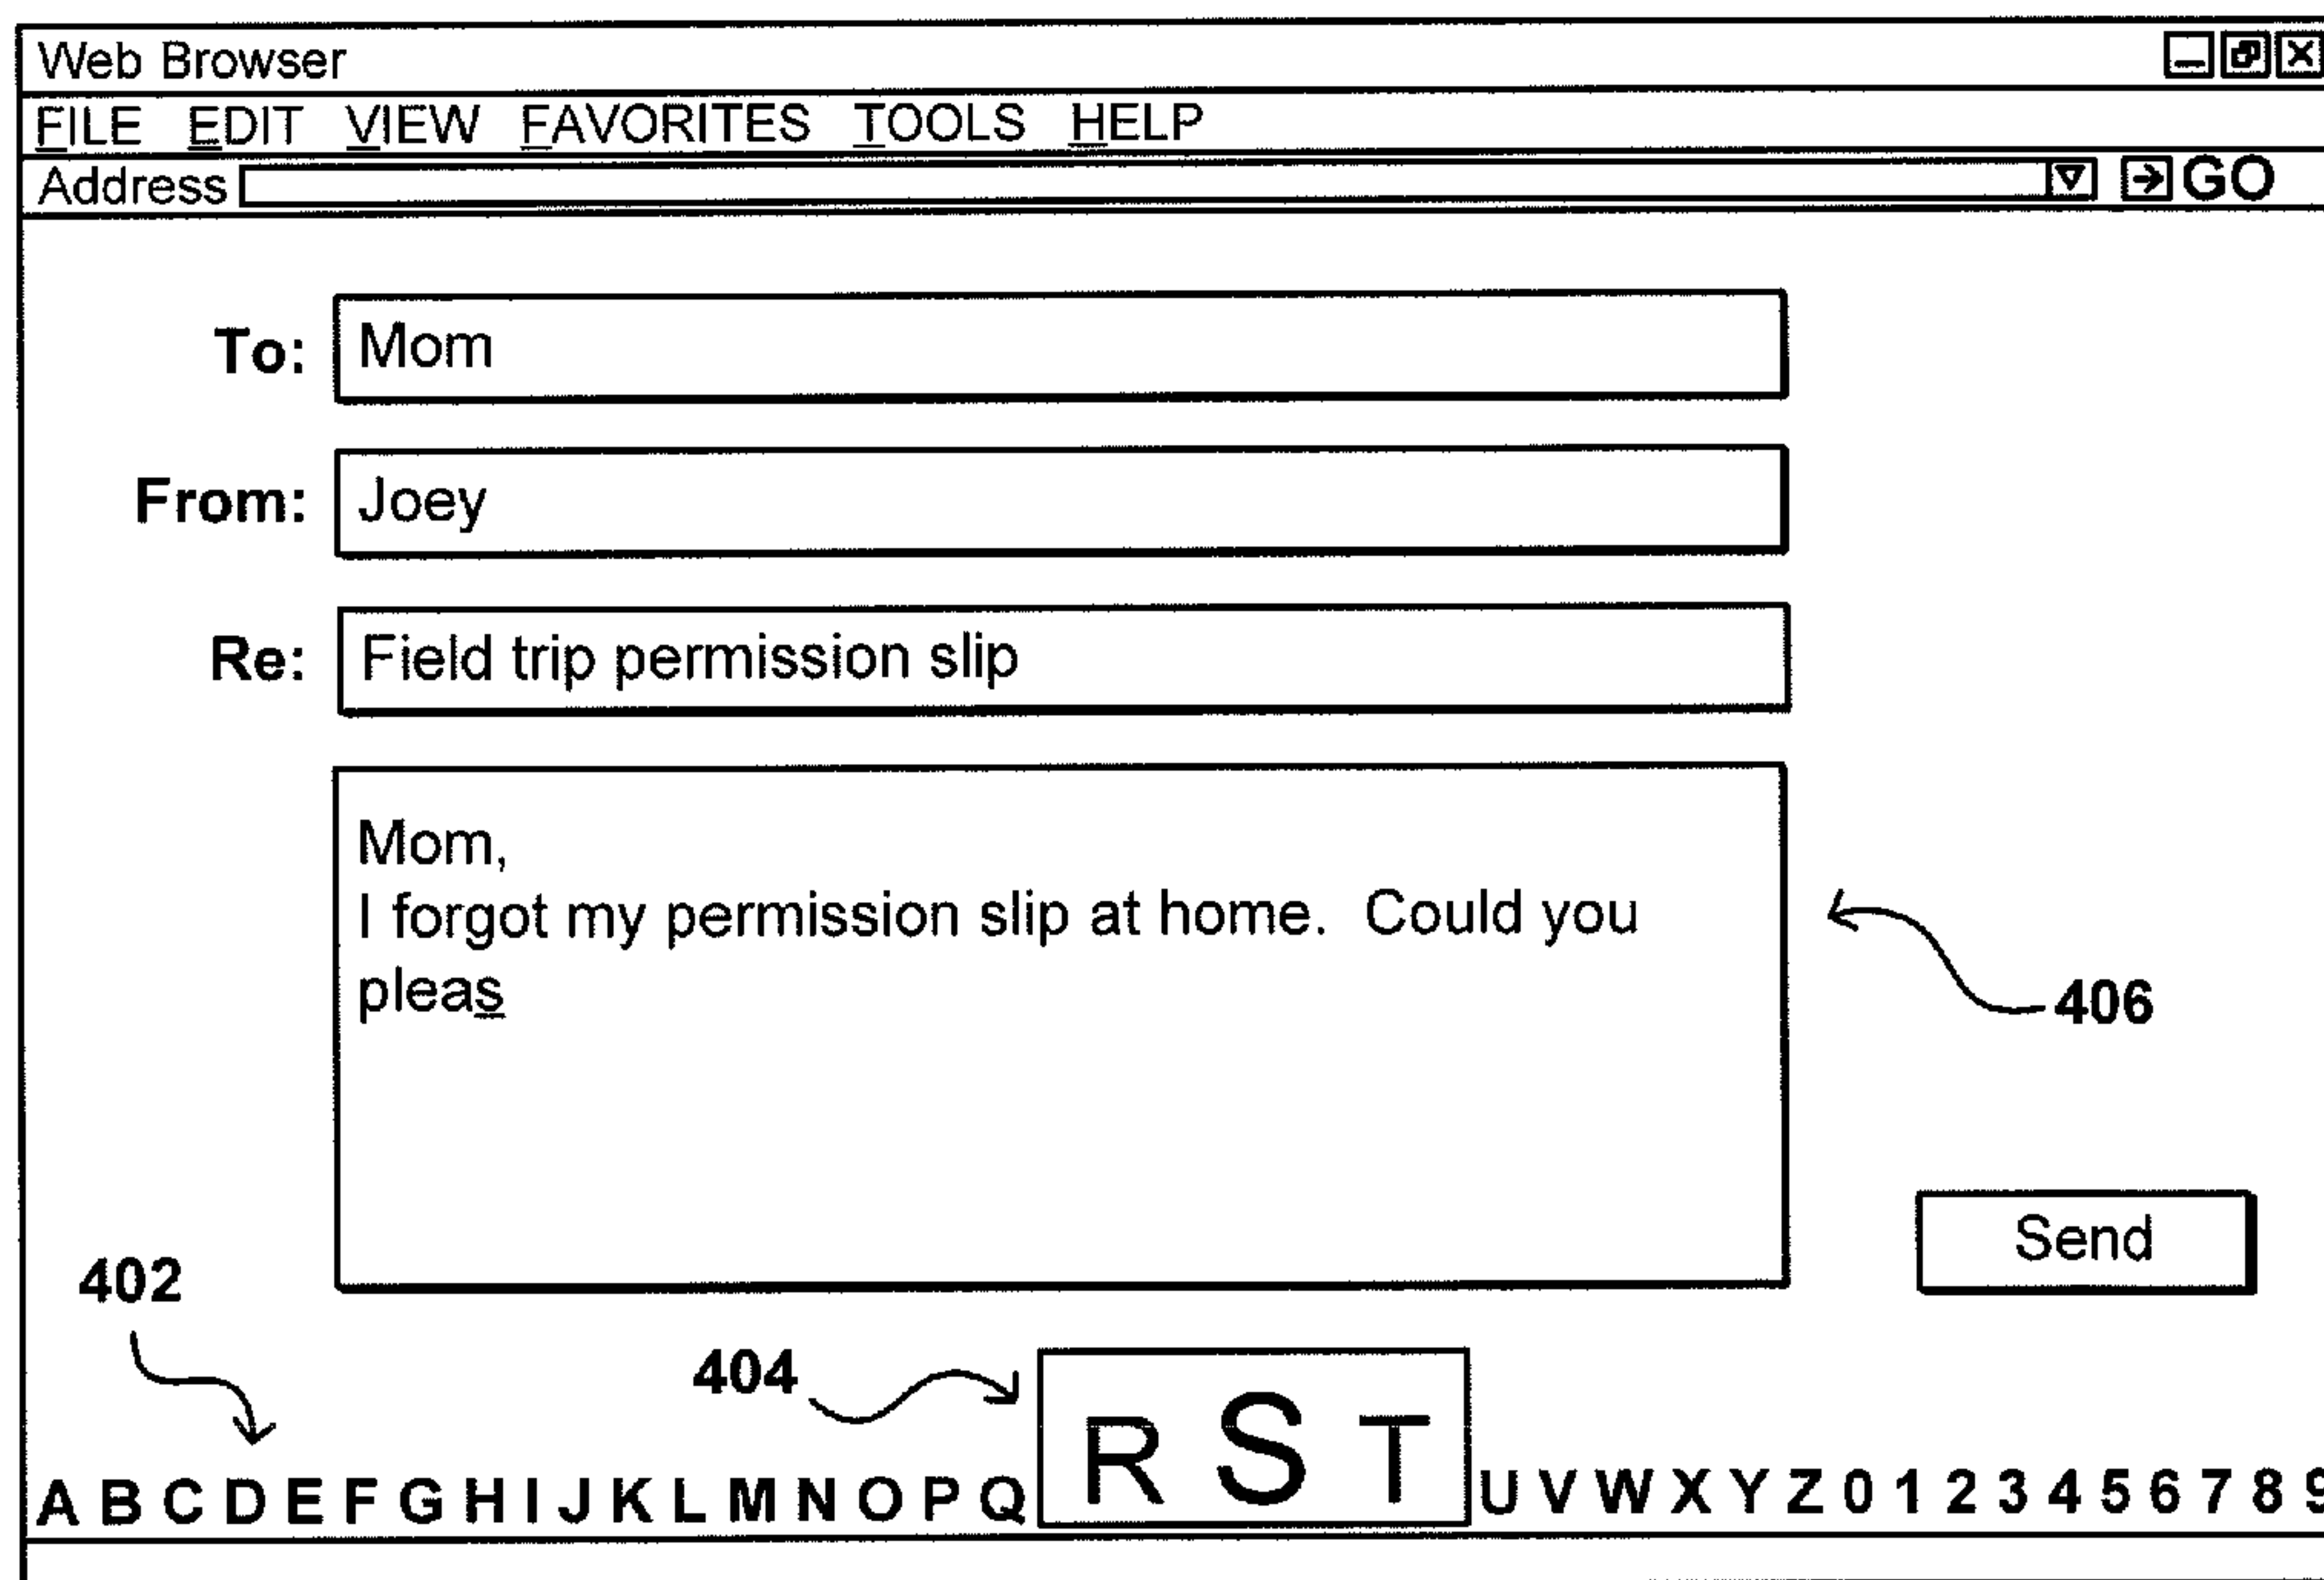 Web Browser
FILE EDIT VIEW FAVORITES TOOLS HELP
Address GO
To: Mom
From: Joey
Re: Field trip permission slip
Mom,
I forgot my permission slip at home. Could you
pleas
406
Send
402
404
A B C D E F G H I J K L M N O P Q R S T U V W X Y Z 0 1 2 3 4 5 6 7 8 9